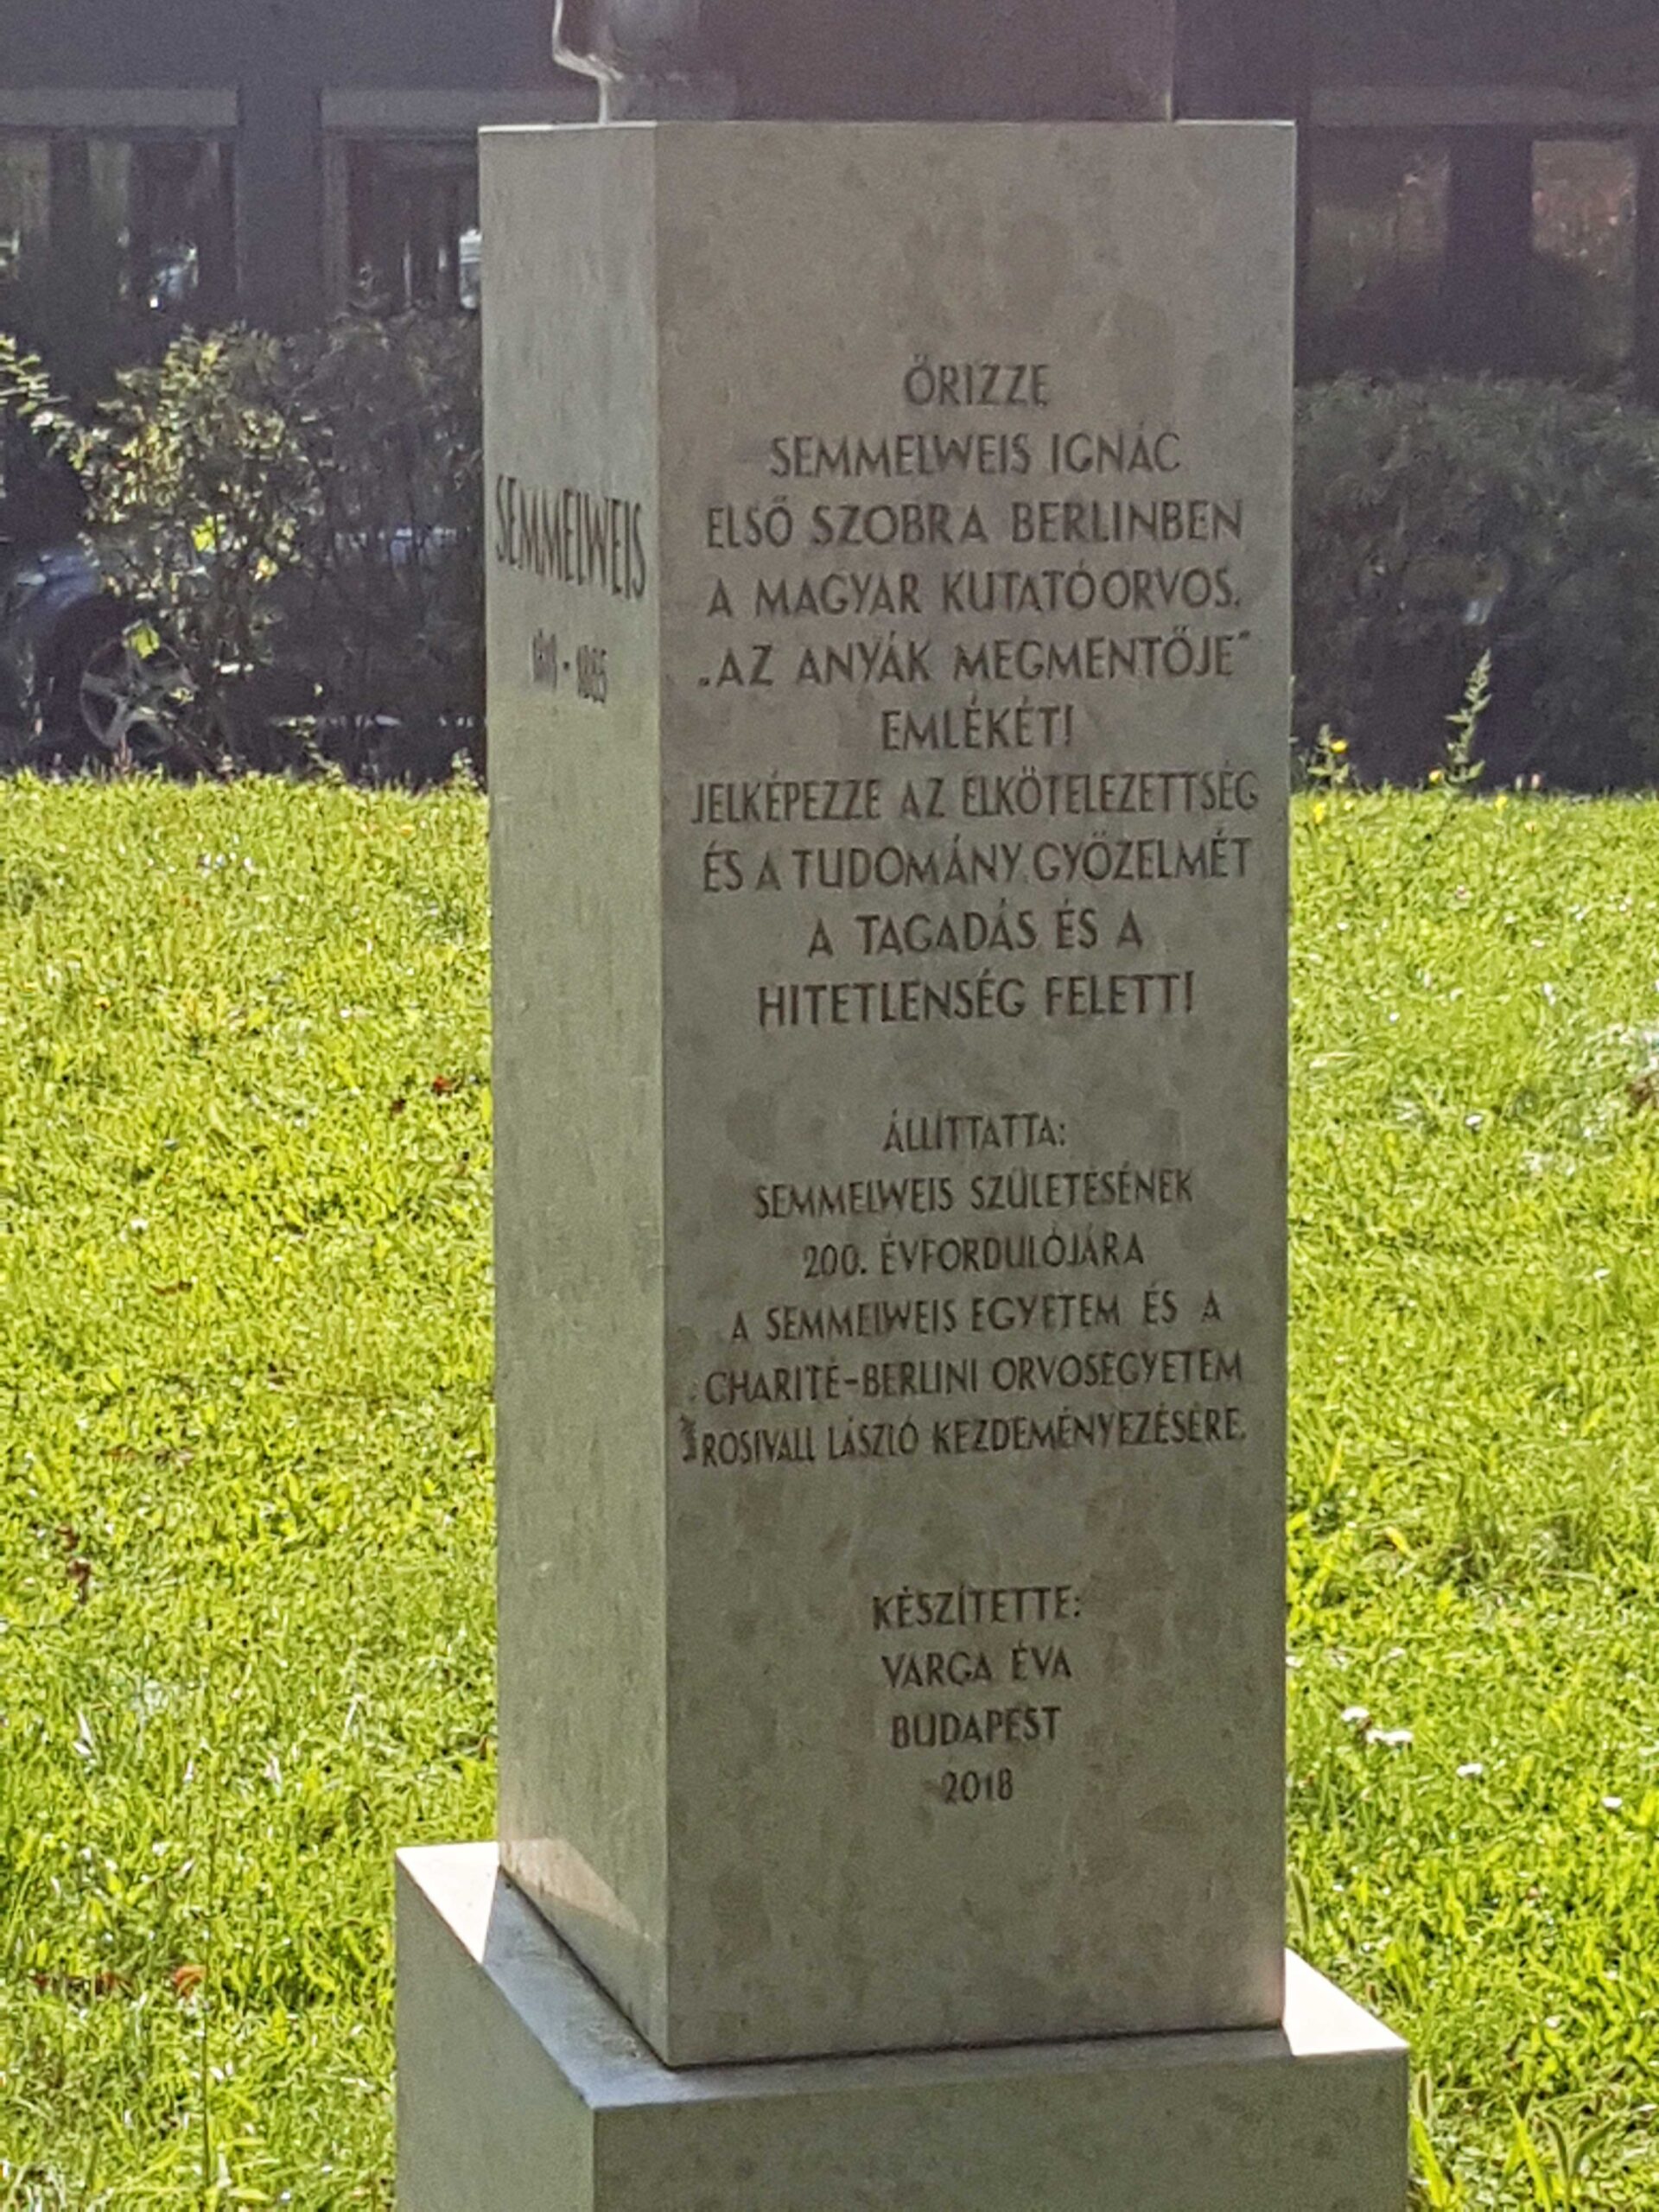 SEMMELWEIS
1818 - 1865
ŐRIZZE
SEMMELWEIS IGNÁC
ELSŐ SZOBRA BERLINBEN
A MAGYAR KUTATÓORVOS,
„AZ ANYÁK MEGMENTŐJE"
EMLÉKÉT!
JELKÉPEZZE AZ ELKÖTELEZETTSÉG
ÉS A TUDOMÁNY GYŐZELMÉT
A TAGADÁS ÉS A
HITETLENSÉG FELETT!
ÁLLÍTTATTA:
SEMMELWEIS SZÜLETÉSÉNEK
200. ÉVFORDULÓJÁRA
A SEMMELWEIS EGYETEM ÉS A
CHARITÉ-BERLINI ORVOSEGYETEM
ROSIVALL LÁSZLÓ KEZDEMÉNYEZÉSÉRE.
KÉSZÍTETTE:
VARGA ÉVA
BUDAPEST
2018